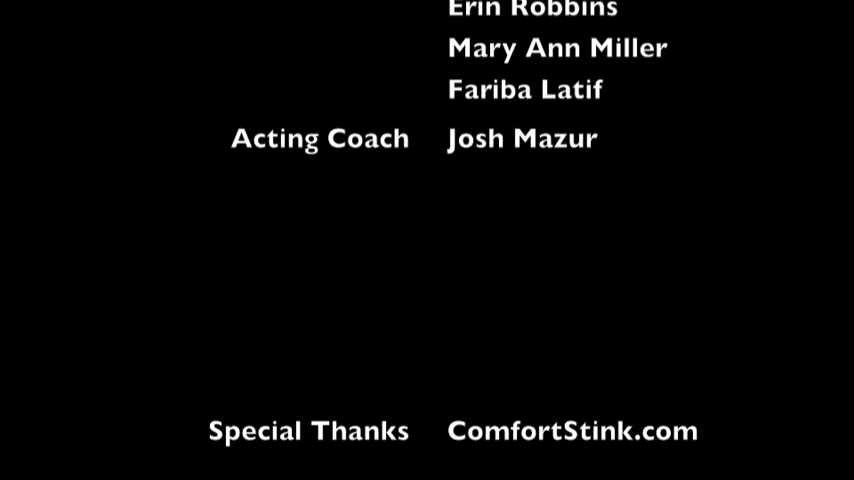 Erin Robbins
Mary Ann Miller
Fariba Latif
Acting Coach Josh Mazur
Special Thanks ComfortStink.com